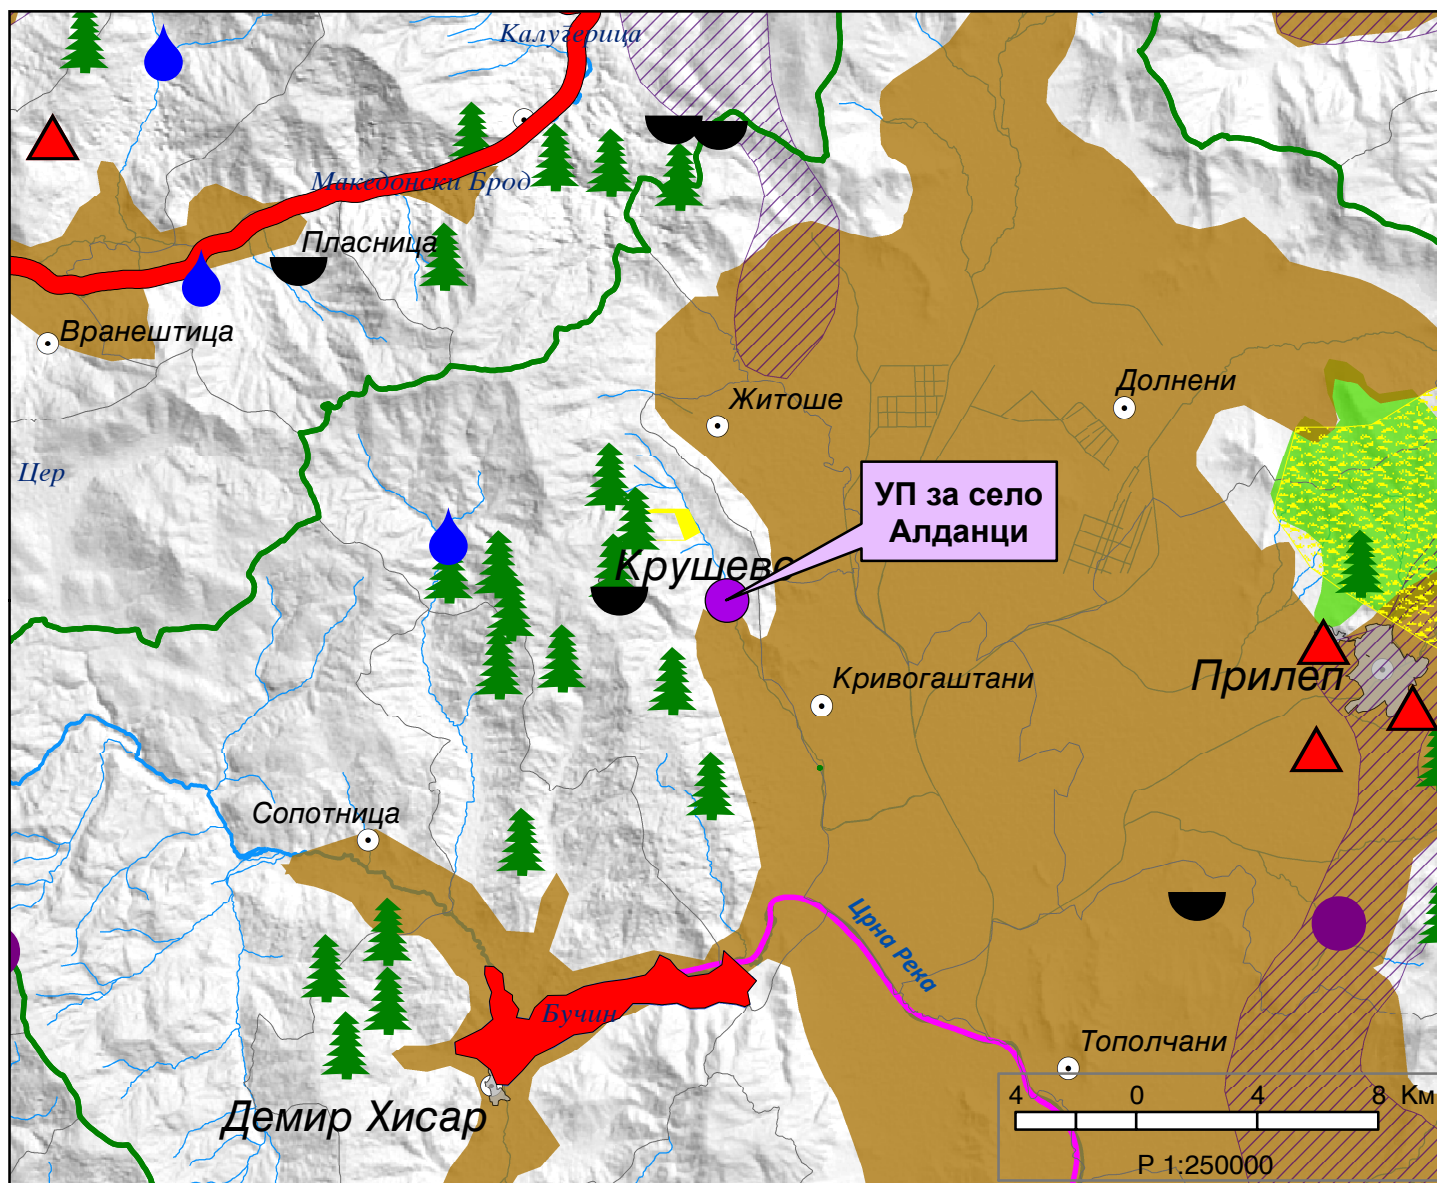 Калуѓерица
Македонски Брод
Пласница
Вранештица
Долнени
Житоше
Цер
УП за село
Алданци
Крушево
Прилеп
Кривогаштани
Сопотница
Црна Река
Бучин
Тополчани
Демир Хисар
4 0 4 8 Км
Р 1:250000